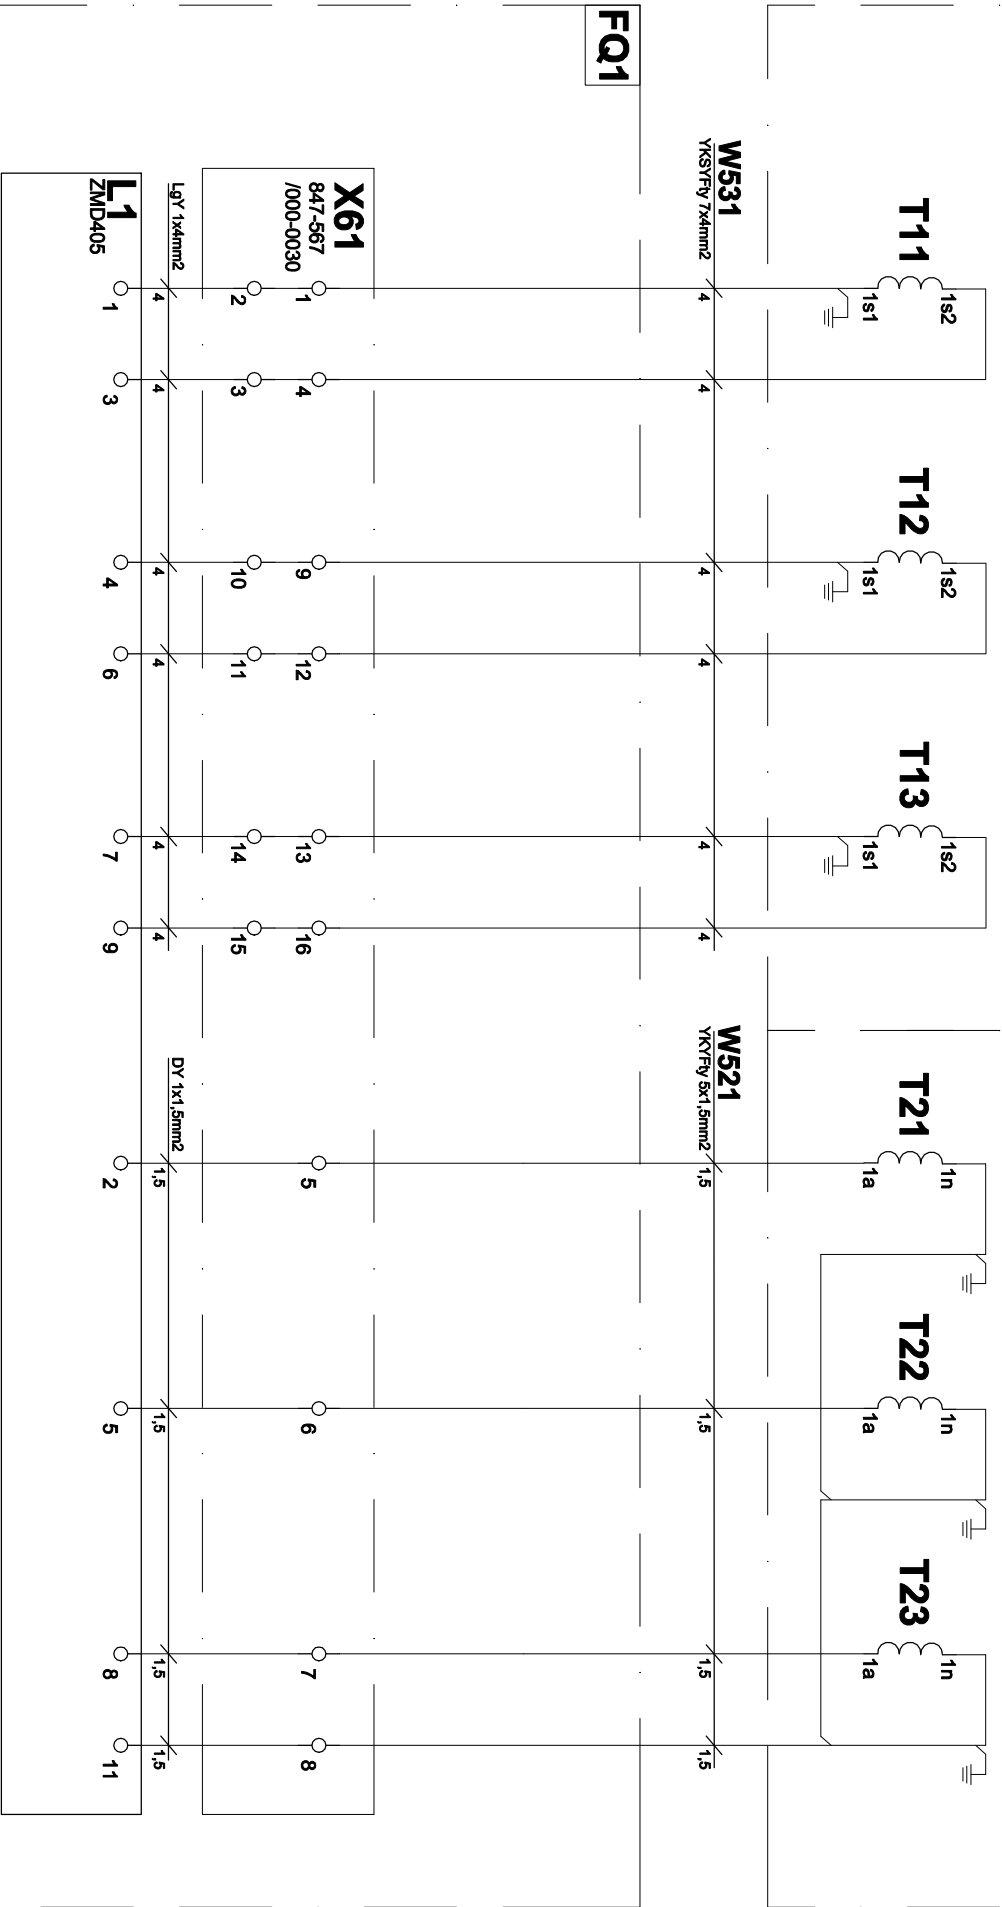 T11
1s1
1s2
T12
1s1
1s2
T13
1s1
1s2
T21
1a
1n
T22
1a
1n
T23
1a
1n
W531
YKSYFty 7x4mm2
4
4
4
4
4
4
W521
YKYFty 5x1,5mm2
1,5
1,5
1,5
1,5
FQ1
X61
847-567
/000-0030
1
4
9
12
13
16
5
6
7
8
2
3
10
11
14
15
LgY 1x4mm2
4
4
4
4
4
4
DY 1x1,5mm2
1,5
1,5
1,5
1,5
L1
ZMD405
1
3
4
6
7
9
2
5
8
11